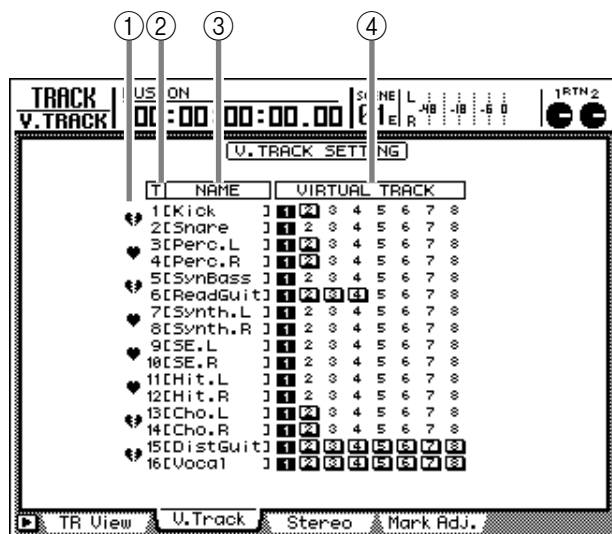 ① ② ③ ④
TRACK
V.TRACK
00:00:00:00.00
01E
L
R
-48 -18 -6 0
1RTN2
V.TRACK SETTING
T NAME VIRTUAL TRACK
1[Kick ] 1 2 3 4 5 6 7 8
2[Snare ] 1 2 3 4 5 6 7 8
3[Perc.L ] 1 2 3 4 5 6 7 8
4[Perc.R ] 1 2 3 4 5 6 7 8
5[SynBass ] 1 2 3 4 5 6 7 8
6[ReadGuit] 1 2 3 4 5 6 7 8
7[Synth.L ] 1 2 3 4 5 6 7 8
8[Synth.R ] 1 2 3 4 5 6 7 8
9[SE.L ] 1 2 3 4 5 6 7 8
10[SE.R ] 1 2 3 4 5 6 7 8
11[Hit.L ] 1 2 3 4 5 6 7 8
12[Hit.R ] 1 2 3 4 5 6 7 8
13[Cho.L ] 1 2 3 4 5 6 7 8
14[Cho.R ] 1 2 3 4 5 6 7 8
15[DistGuit] 1 2 3 4 5 6 7 8
16[Vocal ] 1 2 3 4 5 6 7 8
TR View V.Track Stereo Mark Adj.